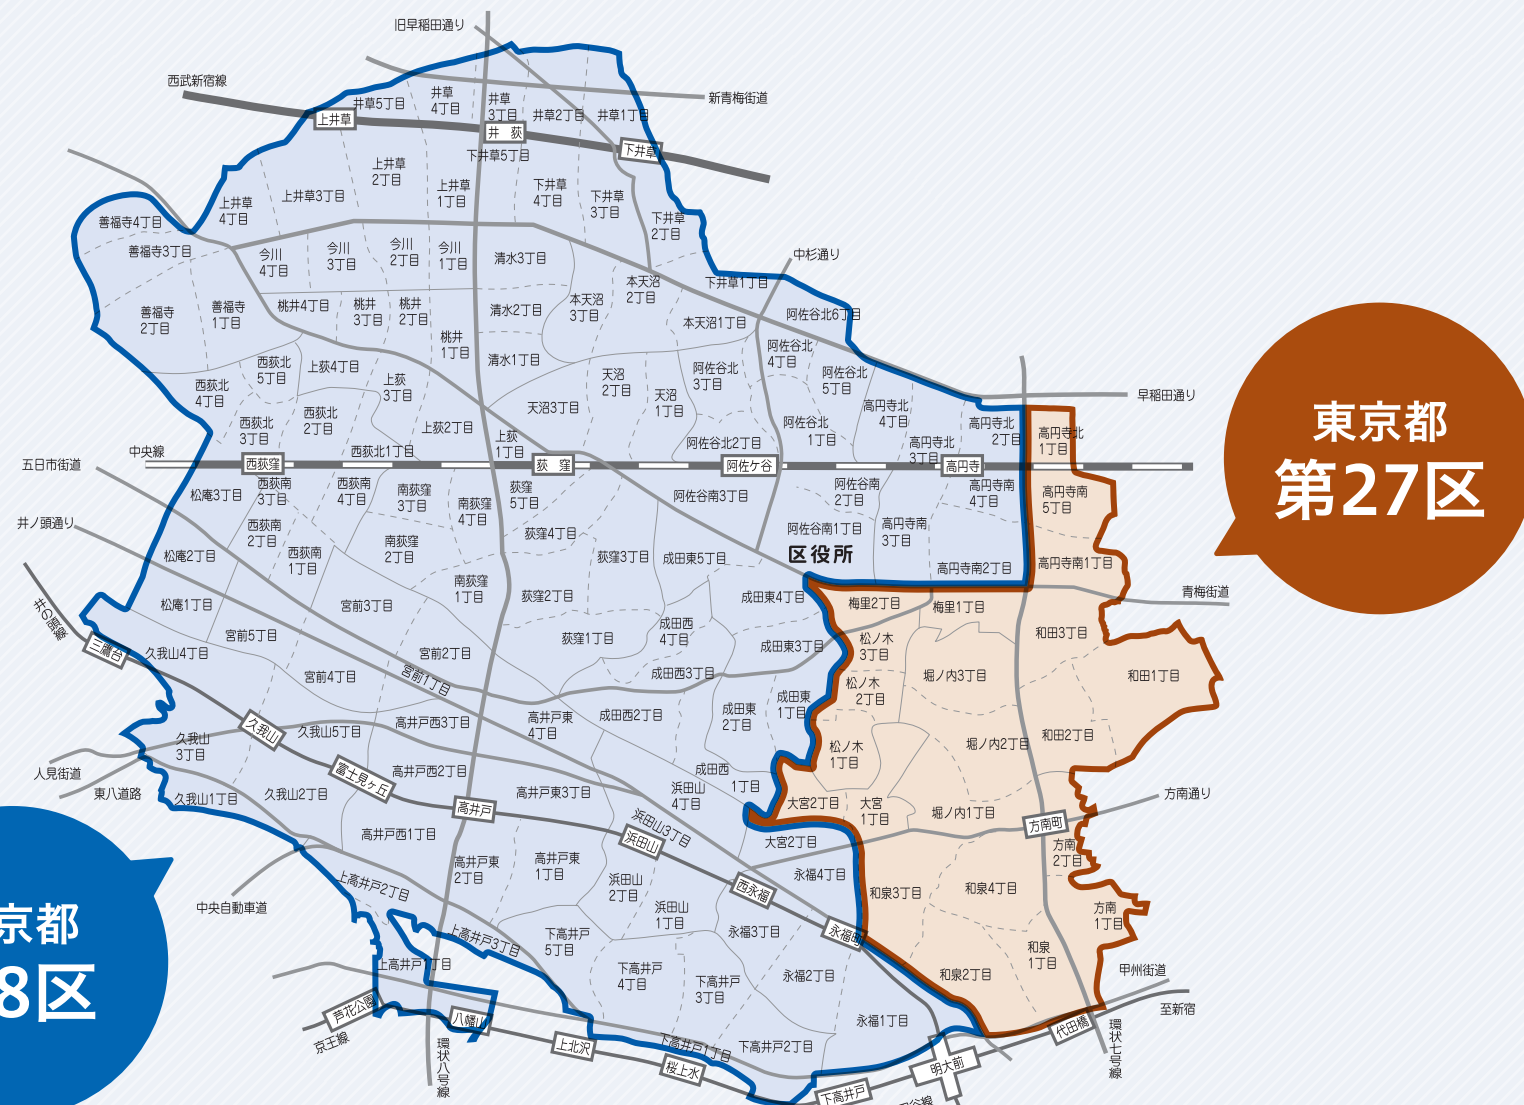 旧早稲田通り
西武新宿線
新青梅街道
井草5丁目
井草
4丁目
井草
3丁目
井草2丁目
井草1丁目
上井草
井　荻
下井草
下井草5丁目
上井草
2丁目
上井草3丁目
上井草
1丁目
下井草
4丁目
下井草
3丁目
上井草
4丁目
下井草
2丁目
善福寺4丁目
善福寺3丁目
今川
4丁目
今川
3丁目
今川
2丁目
今川
1丁目
清水3丁目
中杉通り
本天沼
2丁目
下井草1丁目
善福寺
2丁目
善福寺
1丁目
桃井4丁目
桃井
3丁目
桃井
2丁目
清水2丁目
本天沼
3丁目
本天沼1丁目
阿佐谷北6丁目
桃井
1丁目
清水1丁目
阿佐谷北
4丁目
西荻北
5丁目
上荻4丁目
上荻
3丁目
天沼
2丁目
天沼
1丁目
阿佐谷北
3丁目
阿佐谷北
5丁目
西荻北
4丁目
早稲田通り
西荻北
3丁目
西荻北
2丁目
天沼3丁目
高円寺北
4丁目
上荻2丁目
上荻
1丁目
阿佐谷北2丁目
阿佐谷北
1丁目
高円寺北
3丁目
高円寺北
2丁目
高円寺北
1丁目
東京都
第27区
中央線
西荻北1丁目
五日市街道
西荻窪
荻　窪
阿佐ケ谷
高円寺
松庵3丁目
西荻南
3丁目
西荻南
4丁目
南荻窪
3丁目
南荻窪
4丁目
荻窪
5丁目
阿佐谷南3丁目
阿佐谷南
2丁目
高円寺南
4丁目
高円寺南
5丁目
井ノ頭通り
西荻南
2丁目
荻窪4丁目
阿佐谷南1丁目
高円寺南
3丁目
松庵2丁目
西荻南
1丁目
南荻窪
2丁目
荻窪3丁目
成田東5丁目
区役所
高円寺南2丁目
高円寺南1丁目
南荻窪
1丁目
青梅街道
井の頭線
松庵1丁目
宮前3丁目
荻窪2丁目
成田東4丁目
梅里2丁目
梅里1丁目
宮前5丁目
荻窪1丁目
成田西
4丁目
成田東3丁目
松ノ木
3丁目
和田3丁目
三鷹台
久我山4丁目
宮前2丁目
宮前4丁目
宮前1丁目
成田西3丁目
堀ノ内3丁目
和田1丁目
松ノ木
2丁目
成田東
1丁目
久我山
久我山5丁目
高井戸西3丁目
高井戸東
4丁目
成田西2丁目
成田東
2丁目
久我山
3丁目
松ノ木
1丁目
堀ノ内2丁目
和田2丁目
人見街道
富士見ヶ丘
高井戸西2丁目
成田西
1丁目
東八道路
久我山1丁目
久我山2丁目
高井戸
高井戸東3丁目
浜田山
4丁目
大宮2丁目
大宮
1丁目
堀ノ内1丁目
方南通り
高井戸西1丁目
浜田山3丁目
浜田山
大宮2丁目
方南町
方南
2丁目
高井戸東
2丁目
高井戸東
1丁目
浜田山
2丁目
西永福
永福4丁目
和泉3丁目
和泉4丁目
中央自動車道
上高井戸2丁目
浜田山
1丁目
方南
1丁目
京都
8区
上高井戸3丁目
下高井戸
5丁目
永福3丁目
永福町
和泉
1丁目
上高井戸1丁目
下高井戸
4丁目
下高井戸
3丁目
永福2丁目
和泉2丁目
甲州街道
至新宿
芦花公園
八幡山
永福1丁目
京王線
上北沢
下高井戸1丁目
下高井戸2丁目
代田橋
環状七号線
環状八号線
桜上水
明大前
下高井戸